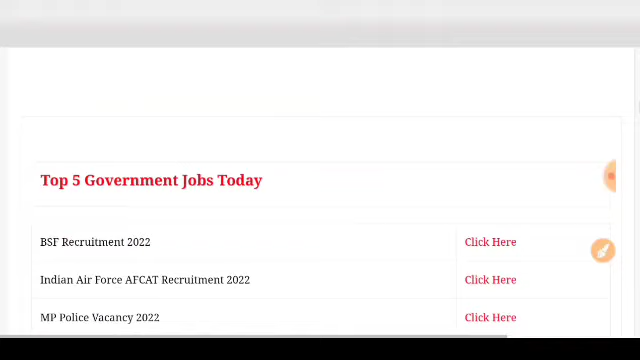 Top 5 Government Jobs Today
BSF Recruitment 2022 Click Here
Indian Air Force AFCAT Recruitment 2022 Click Here
MP Police Vacancy 2022 Click Here